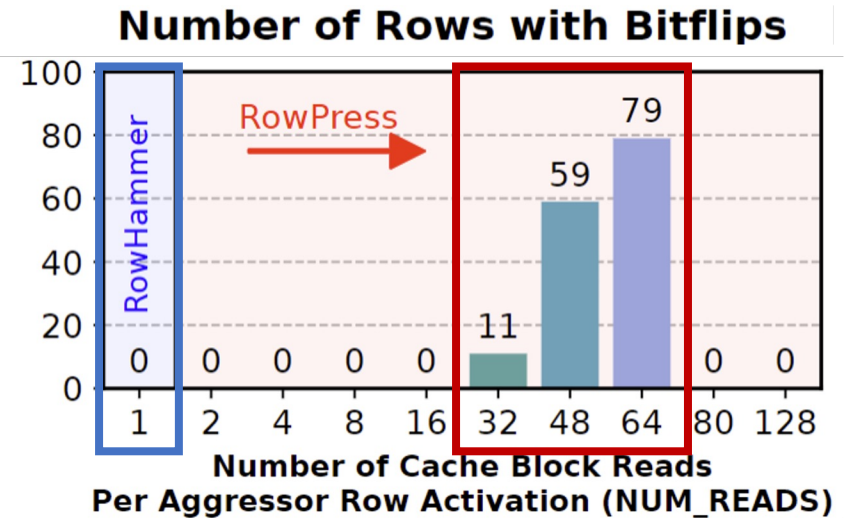 Number of Rows with Bitflips
100
80
60
40
20
0
RowHammer
RowPress
0 0 0 0 0 11 59 79 0 0
1 2 4 8 16 32 48 64 80 128
Number of Cache Block Reads
Per Aggressor Row Activation (NUM_READS)